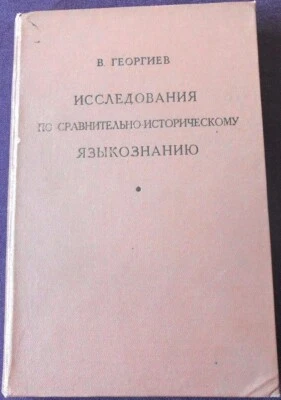 В. ГЕОРГИЕВ
ИССЛЕДОВАНИЯ
ПО СРАВНИТЕЛЬНО-ИСТОРИЧЕСКОМУ
ЯЗЫКОЗНАНИЮ